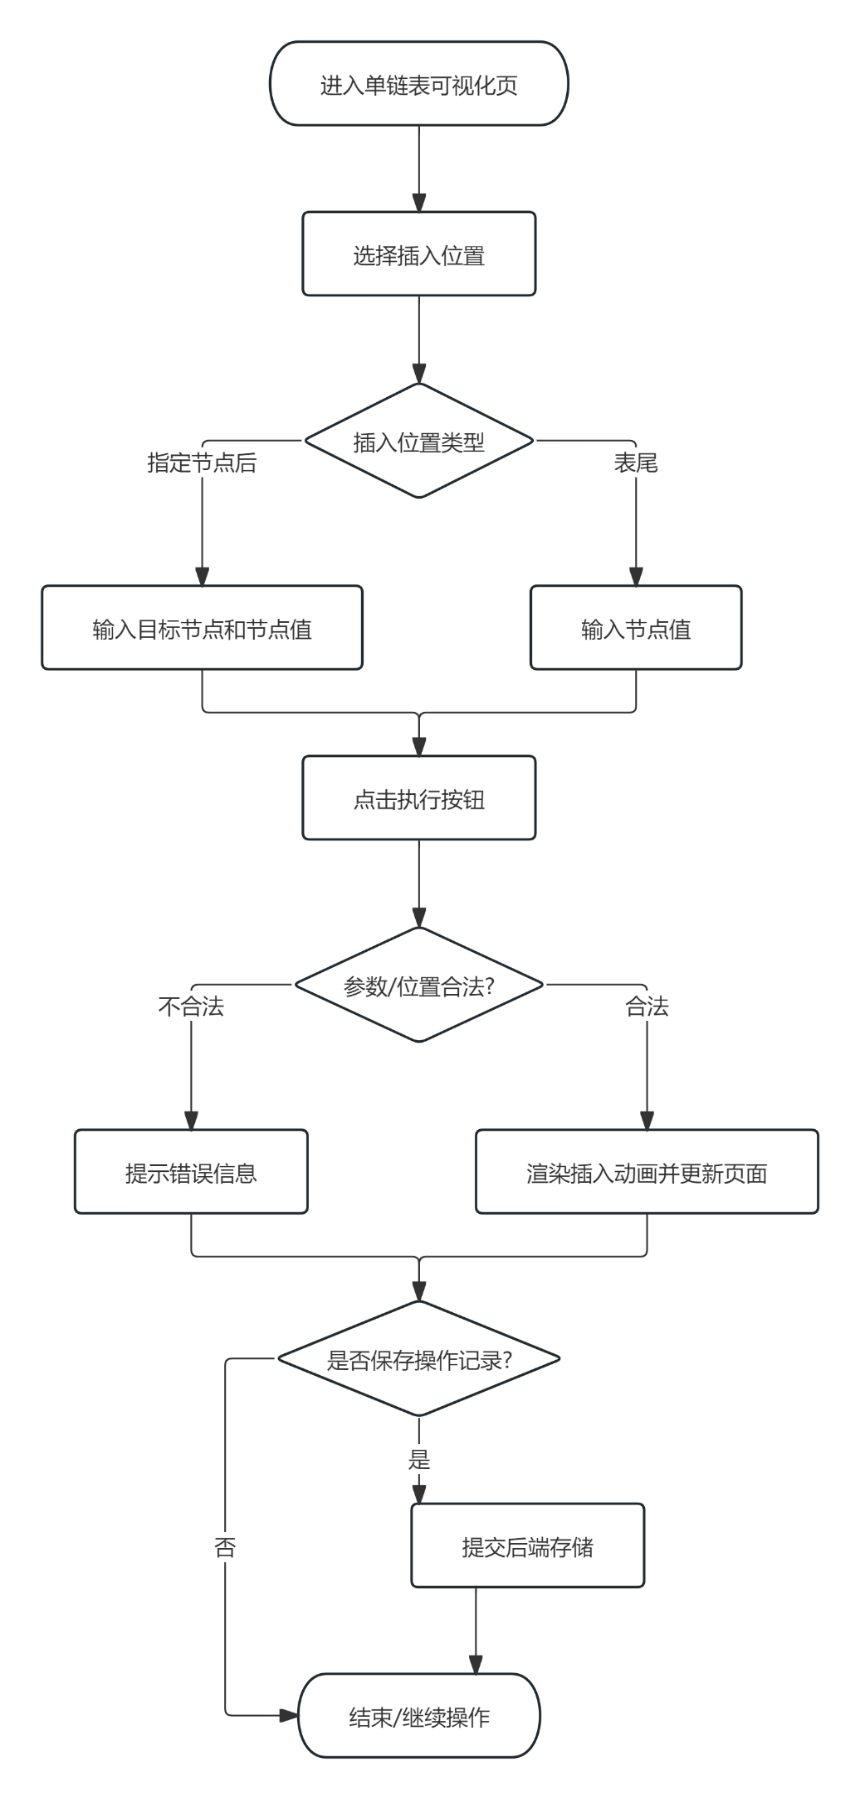 进入单链表可视化页
选择插入位置
插入位置类型
指定节点后
表尾
输入目标节点和节点值
输入节点值
点击执行按钮
参数/位置合法?
不合法
合法
提示错误信息
渲染插入动画并更新页面
是否保存操作记录?
是
否
提交后端存储
结束/继续操作